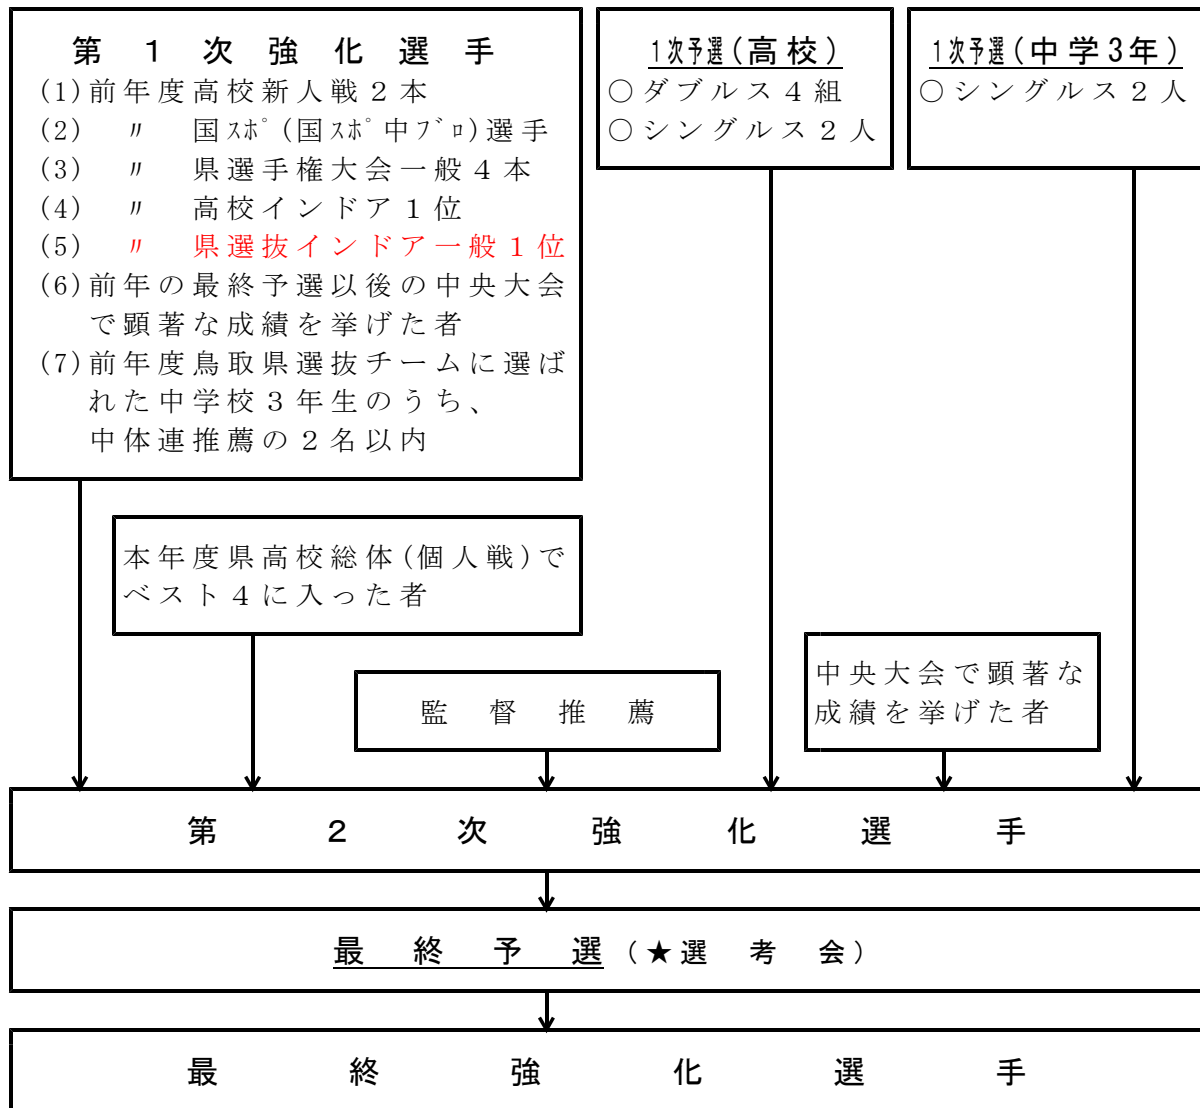 第１次強化選手
(1)前年度高校新人戦２本
(2)　〃　国ｽﾎﾟ(国ｽﾎﾟ中ﾌﾞﾛ)選手
(3)　〃　県選手権大会一般４本
(4)　〃　高校インドア１位
(5)　〃　県選抜インドア一般１位
(6)前年の最終予選以後の中央大会
で顕著な成績を挙げた者
(7)前年度鳥取県選抜チームに選ば
れた中学校３年生のうち、
中体連推薦の２名以内
1次予選(高校)
○ダブルス４組
○シングルス２人
1次予選(中学3年)
○シングルス２人
本年度県高校総体(個人戦)で
ベスト４に入った者
監督推薦
中央大会で顕著な
成績を挙げた者
第２次強化選手
最終予選(★選考会)
最終強化選手